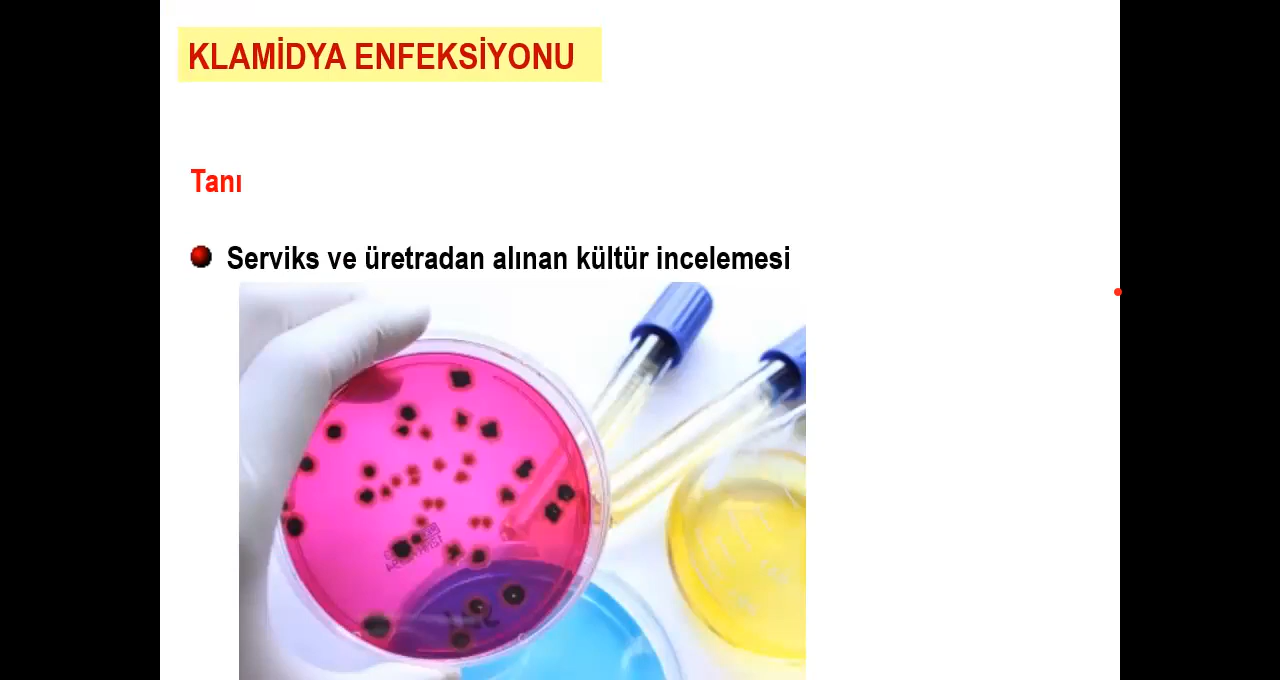 KLAMİDYA ENFEKSİYONU
Tanı
Serviks ve üretradan alınan kültür incelemesi